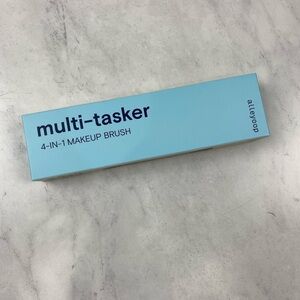 multi-tasker
4-IN-1 MAKEUP BRUSH
alleyoop